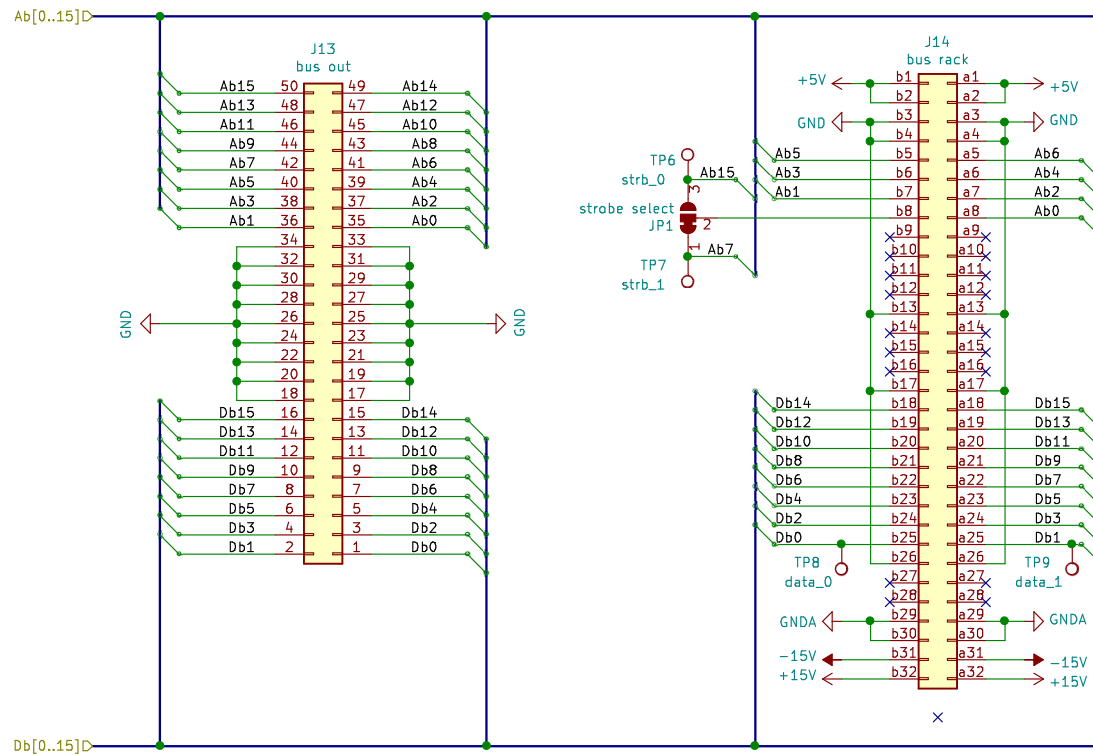 Ab[0..15]
J13
bus out
Ab15 50 49 Ab14
Ab13 48 47 Ab12
Ab11 46 45 Ab10
Ab9 44 43 Ab8
Ab7 42 41 Ab6
Ab5 40 39 Ab4
Ab3 38 37 Ab2
Ab1 36 35 Ab0
34 33
32 31
30 29
28 27
GND 26 25 GND
24 23
22 21
20 19
18 17
Db15 16 15 Db14
Db13 14 13 Db12
Db11 12 11 Db10
Db9 10 9 Db8
Db7 8 7 Db6
Db5 6 5 Db4
Db3 4 3 Db2
Db1 2 1 Db0
TP6
strb_0
Ab15
3
strobe select
JP1
2
1
Ab7
TP7
strb_1
J14
bus rack
+5V b1 a1 +5V
b2 a2
GND b3 a3 GND
b4 a4
Ab5 b5 a5 Ab6
Ab3 b6 a6 Ab4
Ab1 b7 a7 Ab2
b8 a8 Ab0
b9 a9
b10 a10
b11 a11
b12 a12
b13 a13
b14 a14
b15 a15
b16 a16
b17 a17
Db14 b18 a18 Db15
Db12 b19 a19 Db13
Db10 b20 a20 Db11
Db8 b21 a21 Db9
Db6 b22 a22 Db7
Db4 b23 a23 Db5
Db2 b24 a24 Db3
Db0 b25 a25 Db1
TP8 b26 a26 TP9
data_0 b27 a27 data_1
b28 a28
GNDA b29 a29 GNDA
b30 a30
-15V b31 a31 -15V
+15V b32 a32 +15V
Db[0..15]